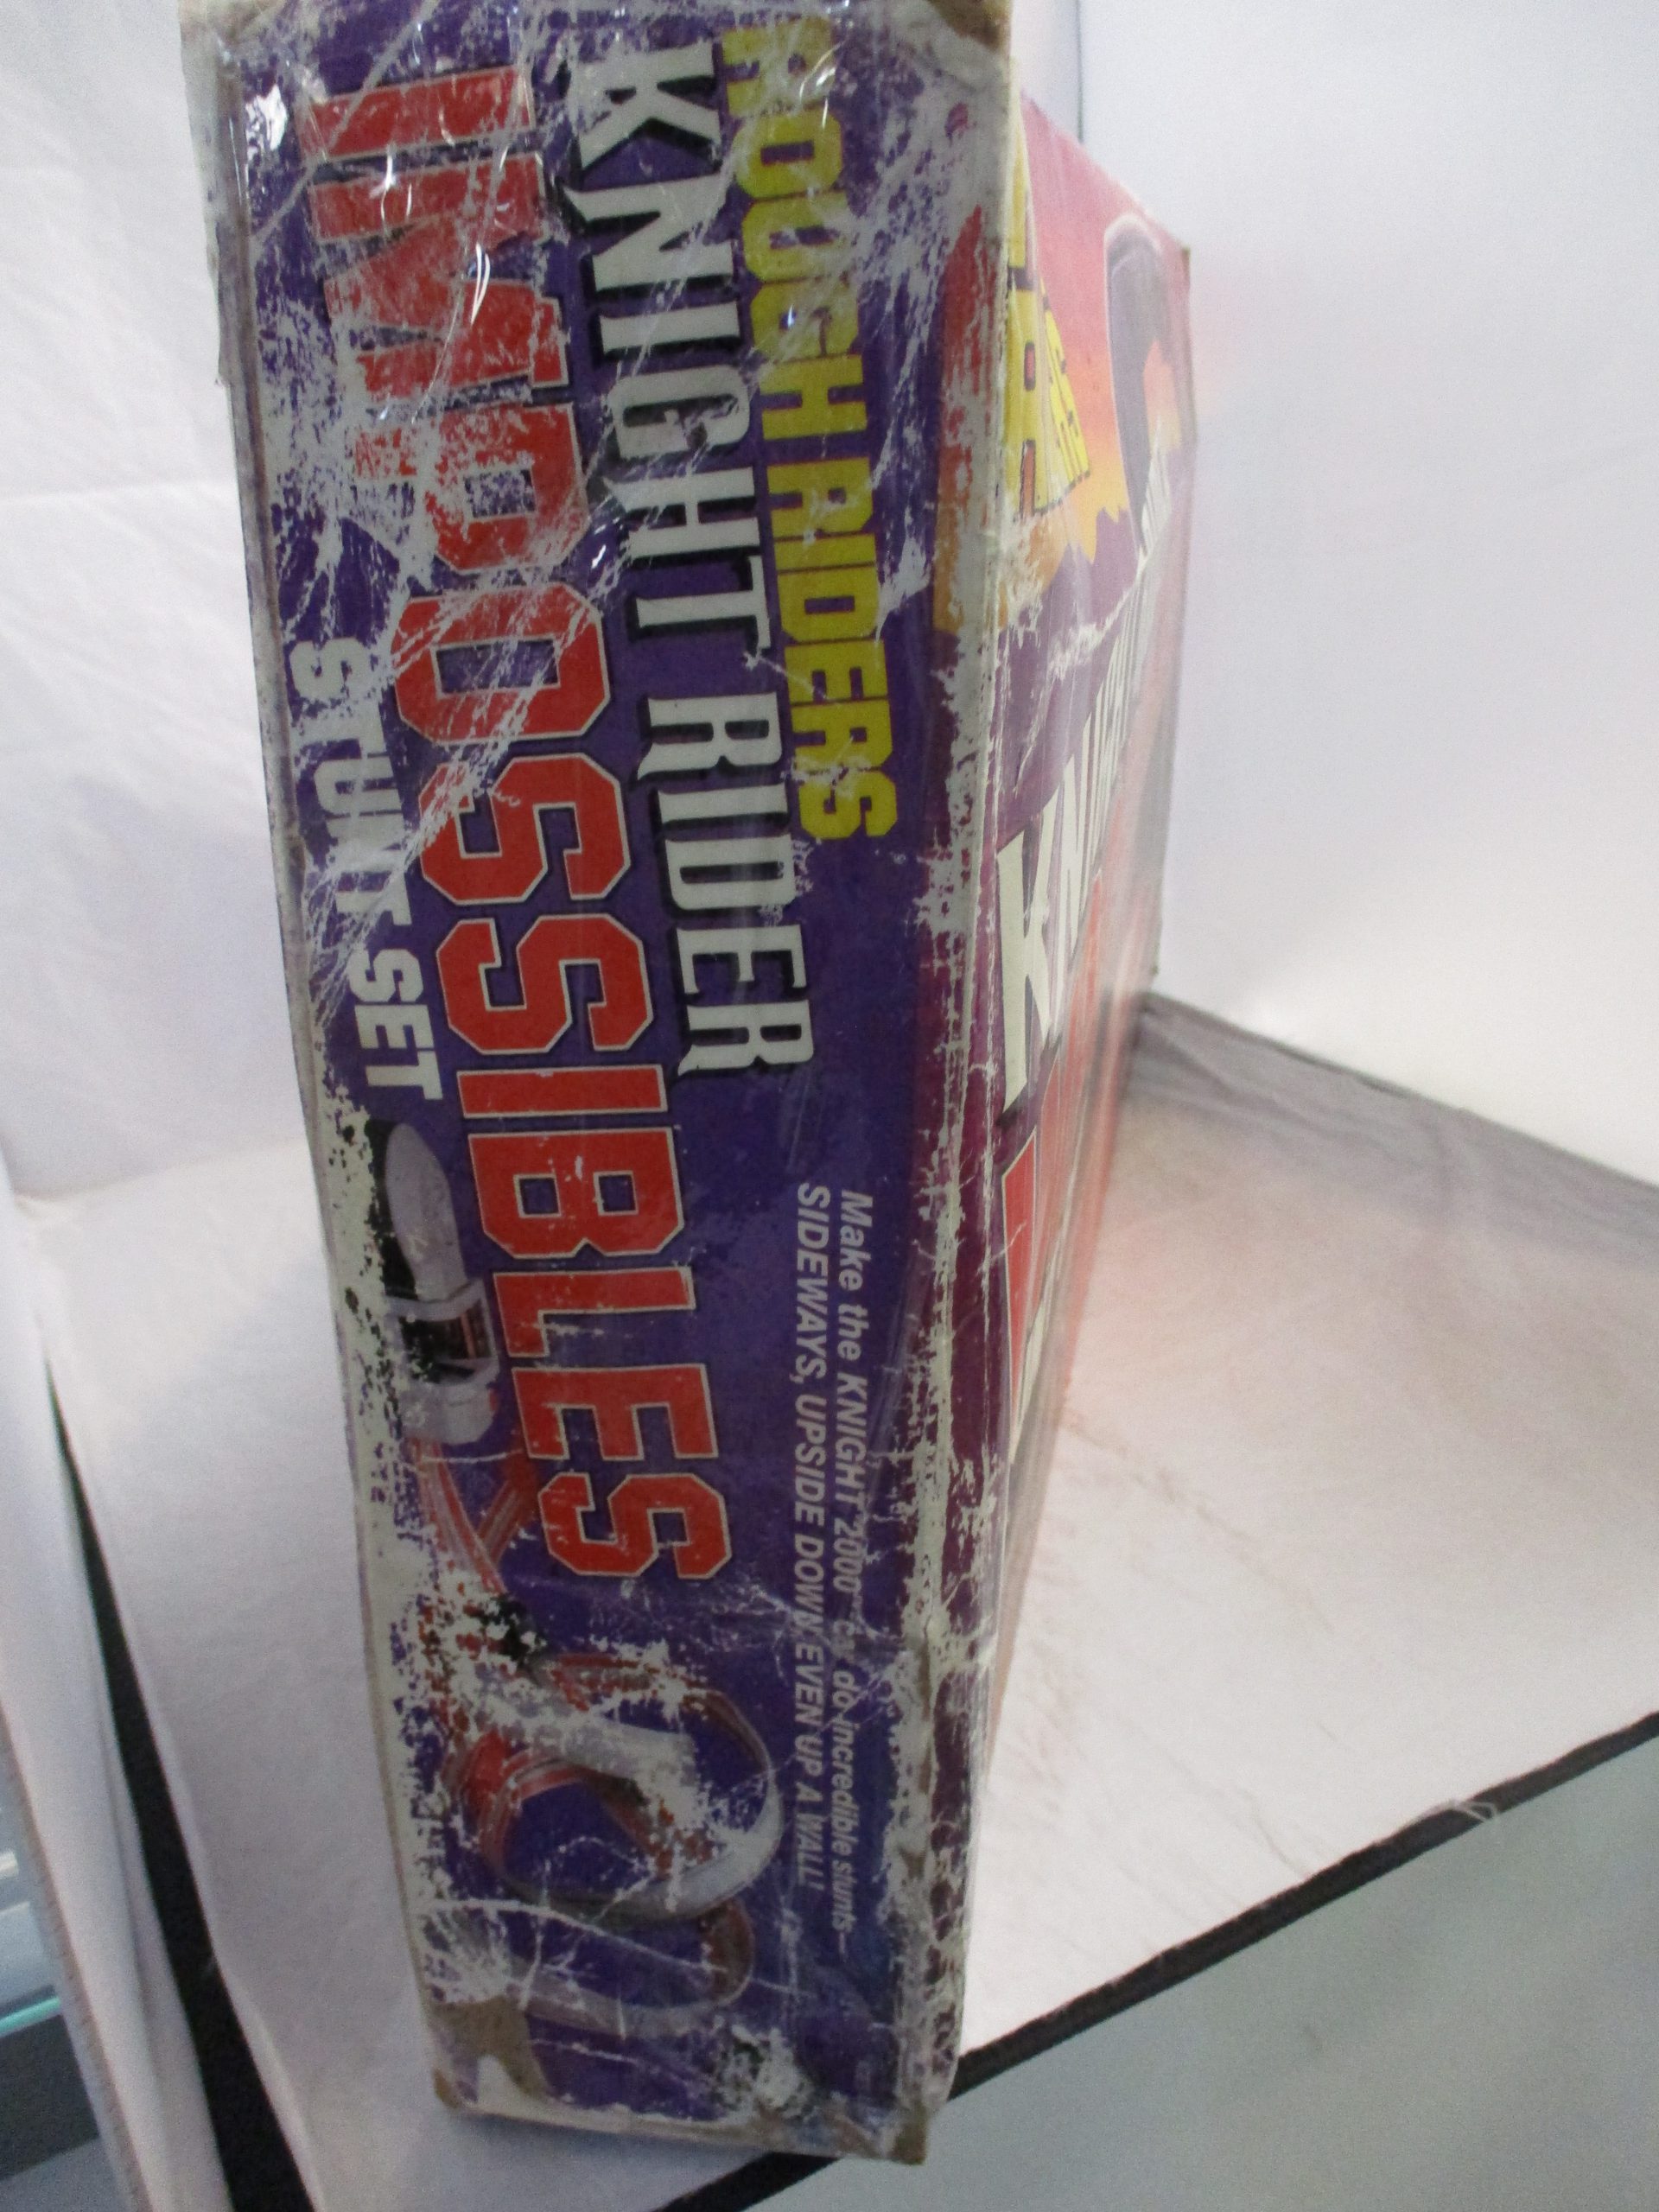 ROUGH RIDERS
KNIGHT RIDER
IMPOSSIBLES
STUNT SET
Make the KNIGHT 2000 car do incredible stunts—
SIDEWAYS, UPSIDE DOWN, EVEN UP A WALL!